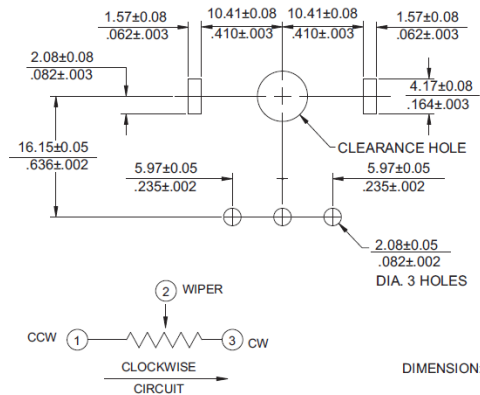 1.57±0.08
.062±.003
10.41±0.08
.410±.003
10.41±0.08
.410±.003
1.57±0.08
.062±.003
2.08±0.08
.082±.003
4.17±0.08
.164±.003
CLEARANCE HOLE
16.15±0.05
.636±.002
5.97±0.05
.235±.002
5.97±0.05
.235±.002
2.08±0.05
.082±.002
DIA. 3 HOLES
2 WIPER
CCW 1
3 CW
CLOCKWISE
CIRCUIT
DIMENSION